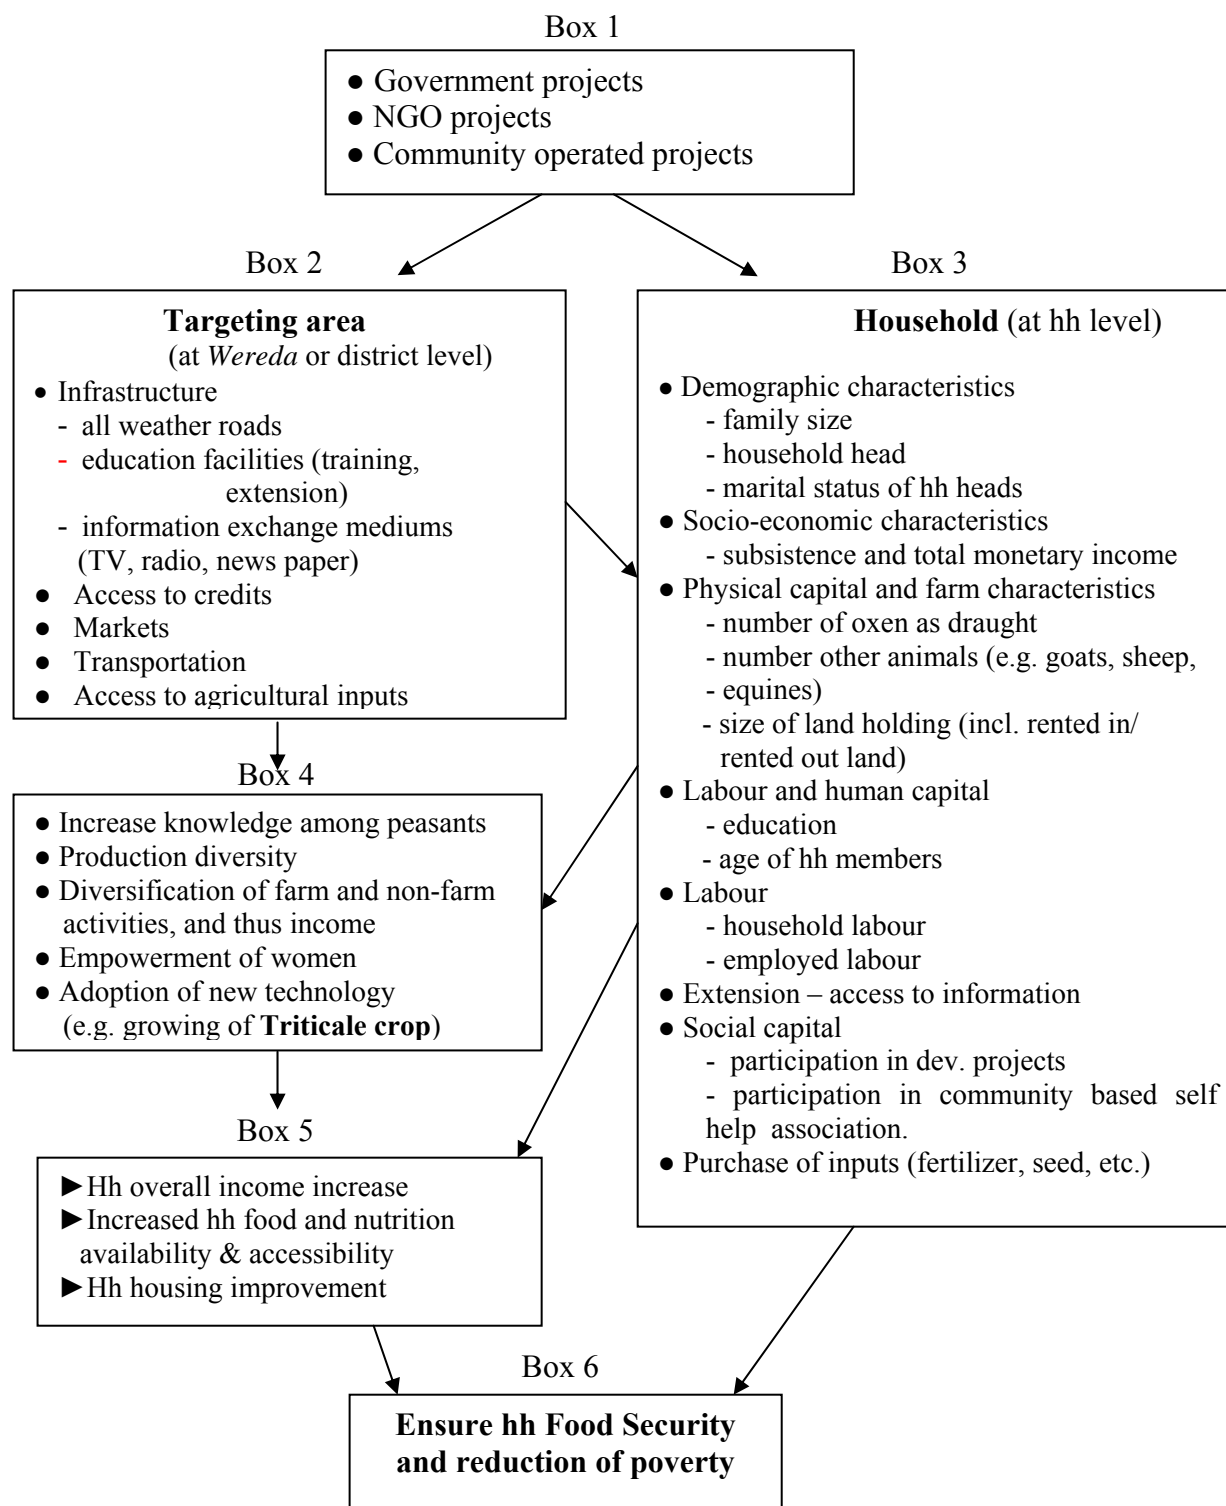 Box 1
● Government projects
● NGO projects
● Community operated projects
Box 2
Targeting area
(at Wereda or district level)
● Infrastructure
- all weather roads
- education facilities (training,
extension)
- information exchange mediums
(TV, radio, news paper)
● Access to credits
● Markets
● Transportation
● Access to agricultural inputs
Box 3
Household (at hh level)
● Demographic characteristics
- family size
- household head
- marital status of hh heads
● Socio-economic characteristics
- subsistence and total monetary income
● Physical capital and farm characteristics
- number of oxen as draught
- number other animals (e.g. goats, sheep,
- equines)
- size of land holding (incl. rented in/
rented out land)
● Labour and human capital
- education
- age of hh members
● Labour
- household labour
- employed labour
● Extension – access to information
● Social capital
- participation in dev. projects
- participation in community based self
help association.
● Purchase of inputs (fertilizer, seed, etc.)
Box 4
● Increase knowledge among peasants
● Production diversity
● Diversification of farm and non-farm
activities, and thus income
● Empowerment of women
● Adoption of new technology
(e.g. growing of Triticale crop)
Box 5
►Hh overall income increase
►Increased hh food and nutrition
availability & accessibility
►Hh housing improvement
Box 6
Ensure hh Food Security
and reduction of poverty